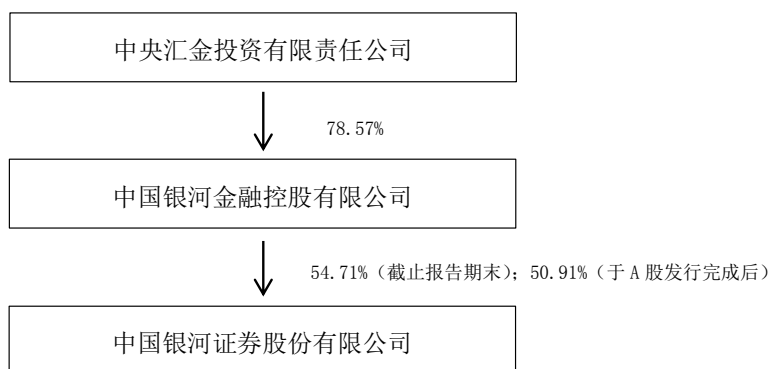 中央汇金投资有限责任公司
78.57%
中国银河金融控股有限公司
54.71%（截止报告期末）；50.91%（于 A 股发行完成后）
中国银河证券股份有限公司